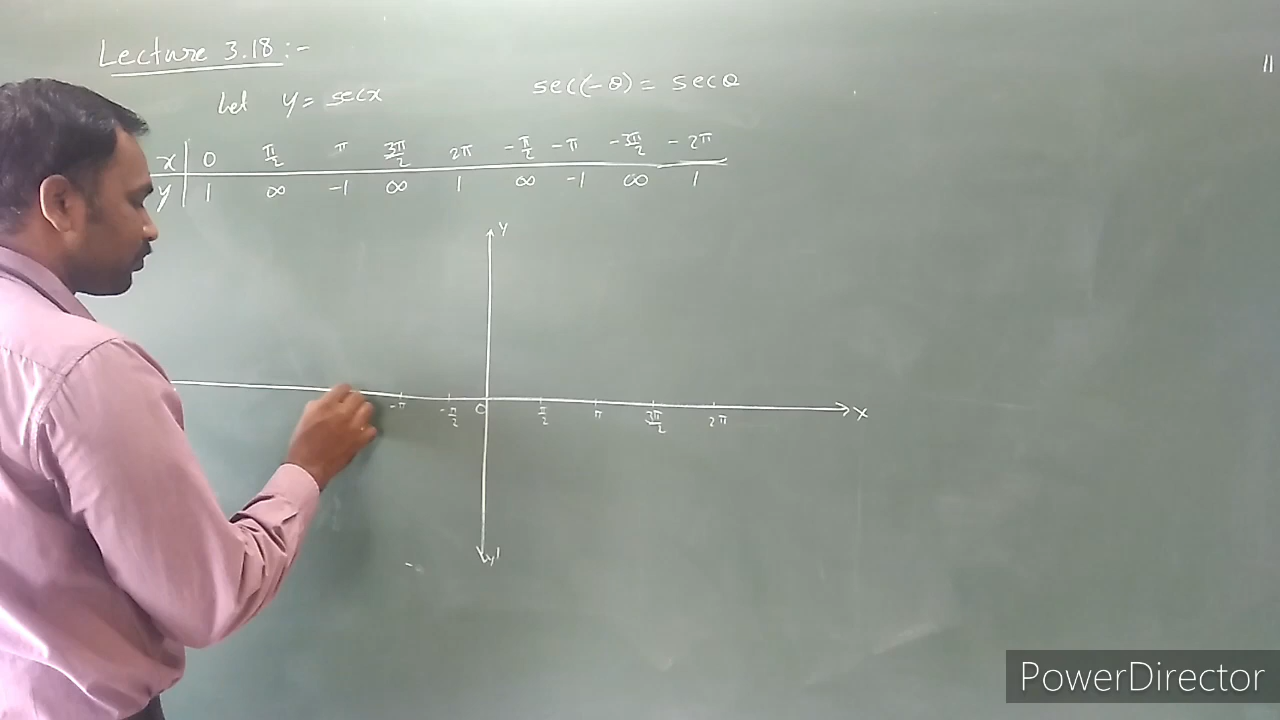 Lecture 3.18:-
Let y = secx
sec(-θ) = secθ
x | 0 π/2 π 3π/2 2π -π/2 -π -3π/2 -2π
y | 1 ∞ -1 ∞ 1 ∞ -1 ∞ 1
Y
-π -π/2 0 π/2 π 3π/2 2π X
Y'
11
PowerDirector